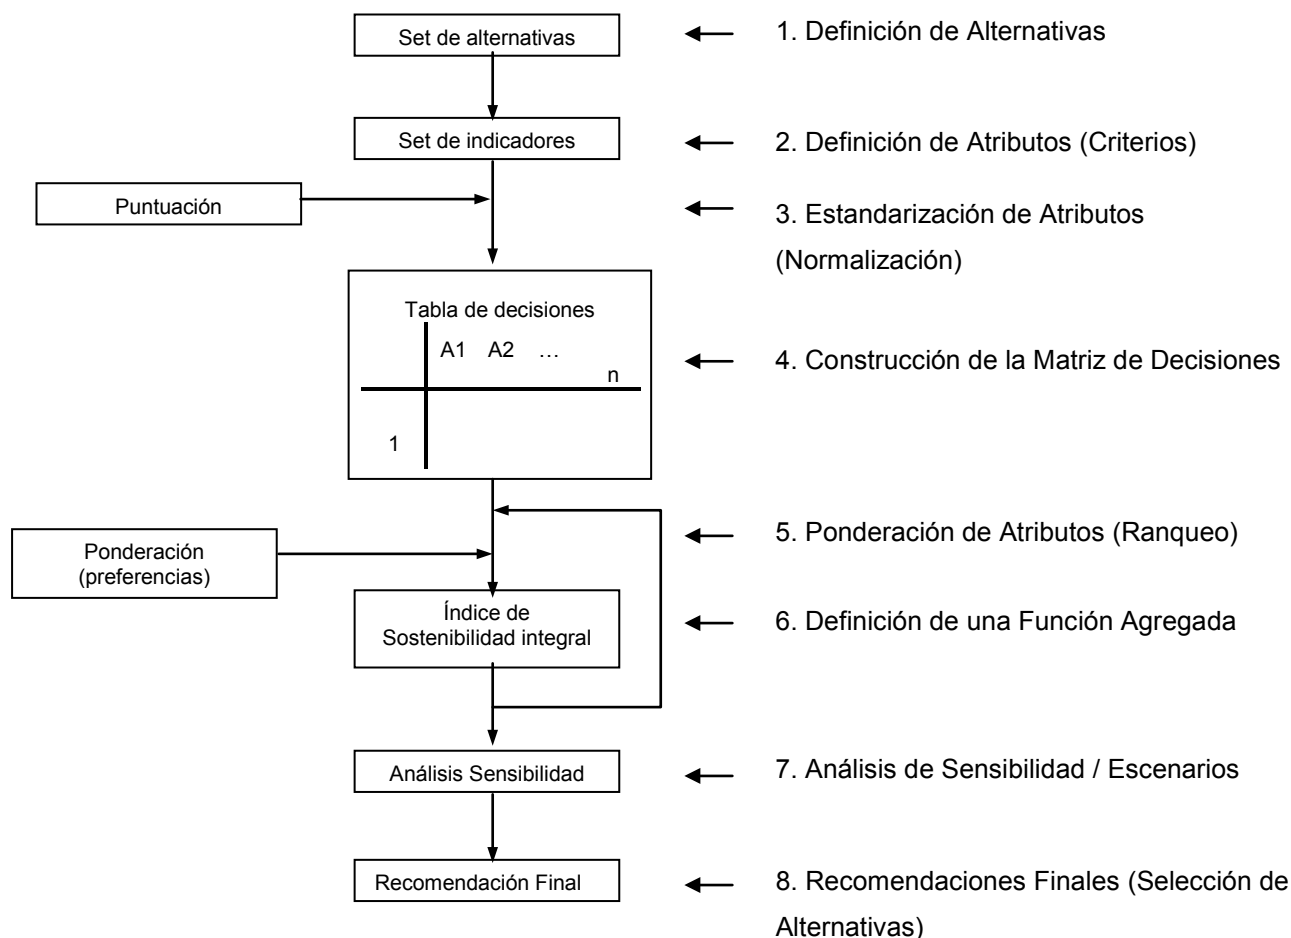 Set de alternativas
1. Definición de Alternativas
Set de indicadores
2. Definición de Atributos (Criterios)
Puntuación
3. Estandarización de Atributos
(Normalización)
Tabla de decisiones
A1 A2 …
n
1
4. Construcción de la Matriz de Decisiones
Ponderación
(preferencias)
5. Ponderación de Atributos (Ranqueo)
Índice de
Sostenibilidad integral
6. Definición de una Función Agregada
Análisis Sensibilidad
7. Análisis de Sensibilidad / Escenarios
Recomendación Final
8. Recomendaciones Finales (Selección de
Alternativas)